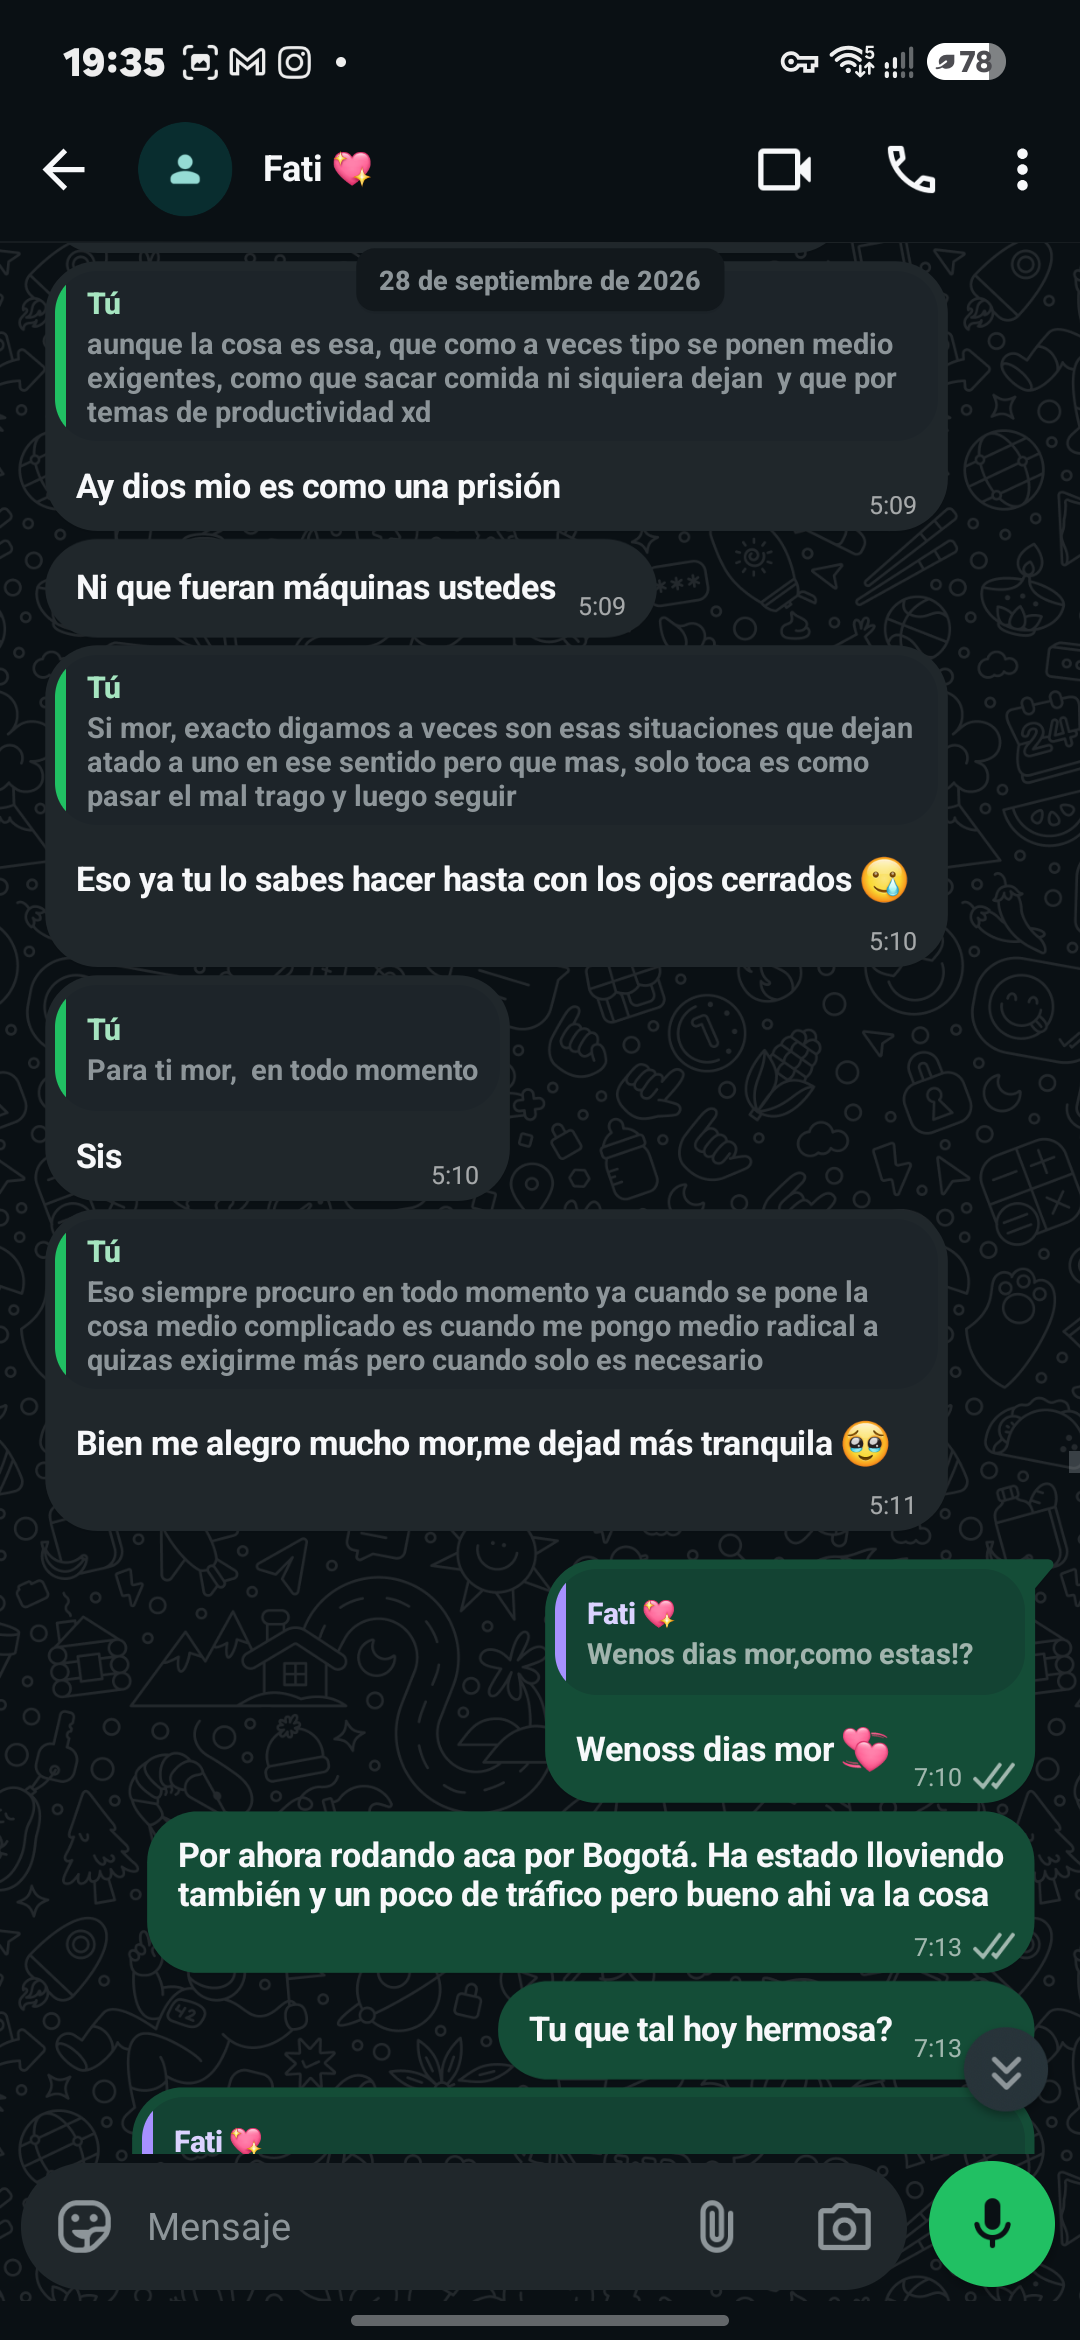 19:35
5
78
Fati 💖
28 de septiembre de 2026
Tú
aunque la cosa es esa, que como a veces tipo se ponen medio
exigentes, como que sacar comida ni siquiera dejan  y que por
temas de productividad xd
Ay dios mio es como una prisión
5:09
Ni que fueran máquinas ustedes
5:09
Tú
Si mor, exacto digamos a veces son esas situaciones que dejan
atado a uno en ese sentido pero que mas, solo toca es como
pasar el mal trago y luego seguir
Eso ya tu lo sabes hacer hasta con los ojos cerrados 🥲
5:10
Tú
Para ti mor,  en todo momento
Sis
5:10
Tú
Eso siempre procuro en todo momento ya cuando se pone la
cosa medio complicado es cuando me pongo medio radical a
quizas exigirme más pero cuando solo es necesario
Bien me alegro mucho mor,me dejad más tranquila 🥹
5:11
Fati 💖
Wenos dias mor,como estas!?
Wenoss dias mor 💞
7:10
Por ahora rodando aca por Bogotá. Ha estado lloviendo
también y un poco de tráfico pero bueno ahi va la cosa
7:13
Tu que tal hoy hermosa?
7:13
Fati 💖
Mensaje